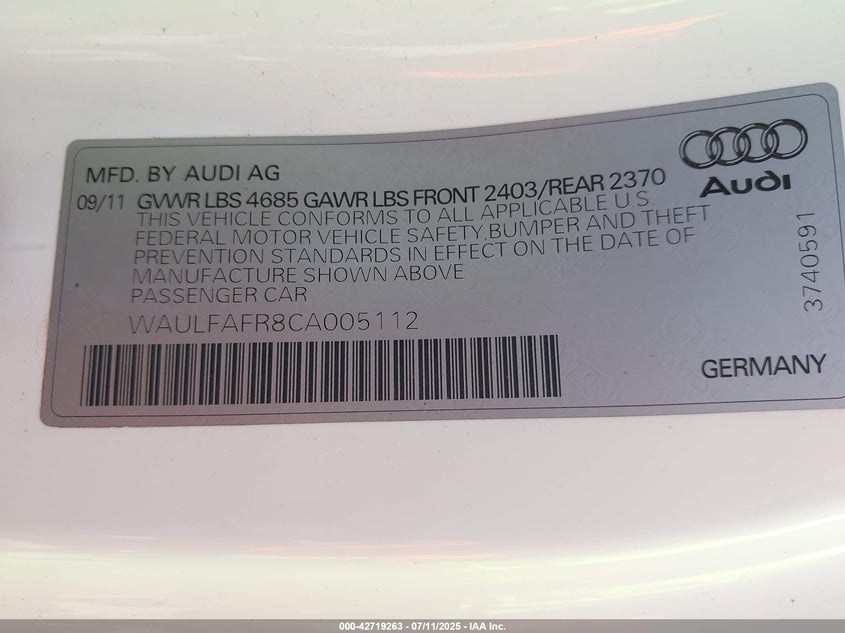 MFD. BY AUDI AG
Audi
09/11 GVWR LBS 4685 GAWR LBS FRONT 2403/REAR 2370
THIS VEHICLE CONFORMS TO ALL APPLICABLE U.S.
FEDERAL MOTOR VEHICLE SAFETY,BUMPER AND THEFT
PREVENTION STANDARDS IN EFFECT ON THE DATE OF
MANUFACTURE SHOWN ABOVE
PASSENGER CAR
3740591
WAULFAFR8CA005112
GERMANY
000-42719263 - 07/11/2025 - IAA Inc.